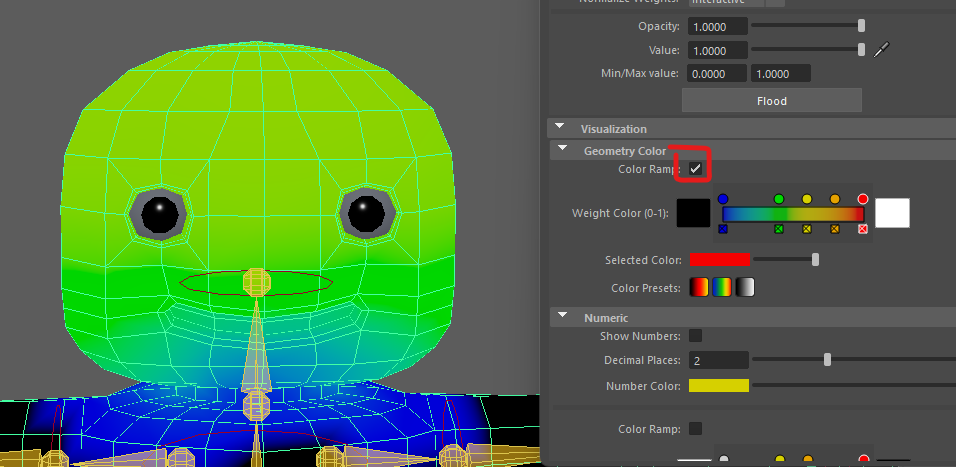 Normalize Weights: Interactive
Opacity: 1.0000
Value: 1.0000
Min/Max value: 0.0000 1.0000
Flood
Visualization
Geometry Color
Color Ramp:
Weight Color (0-1):
Selected Color:
Color Presets:
Numeric
Show Numbers:
Decimal Places: 2
Number Color:
Color Ramp: